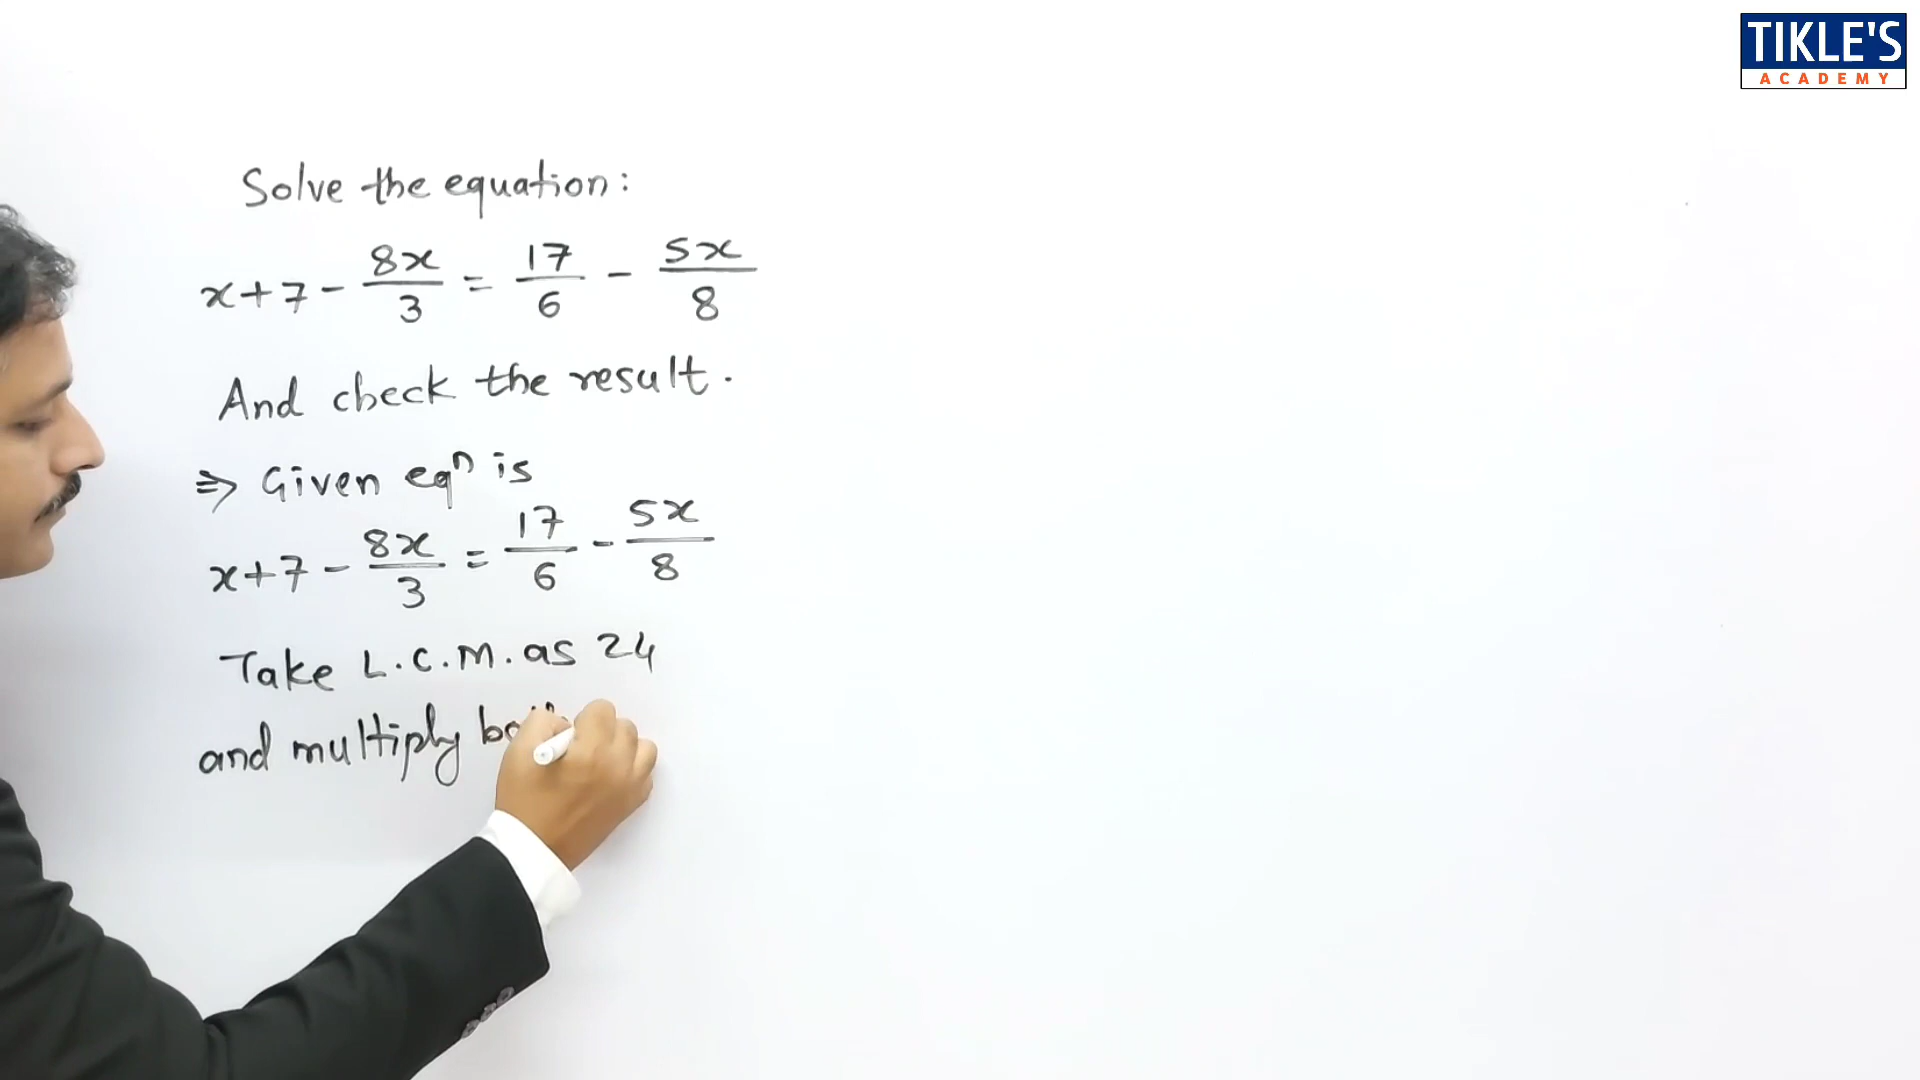 TIKLE'S
ACADEMY
Solve the equation:
x+7 - 8x/3 = 17/6 - 5x/8
And check the result.
⇒ Given eqⁿ is
x+7 - 8x/3 = 17/6 - 5x/8
Take L.C.M. as 24
and multiply